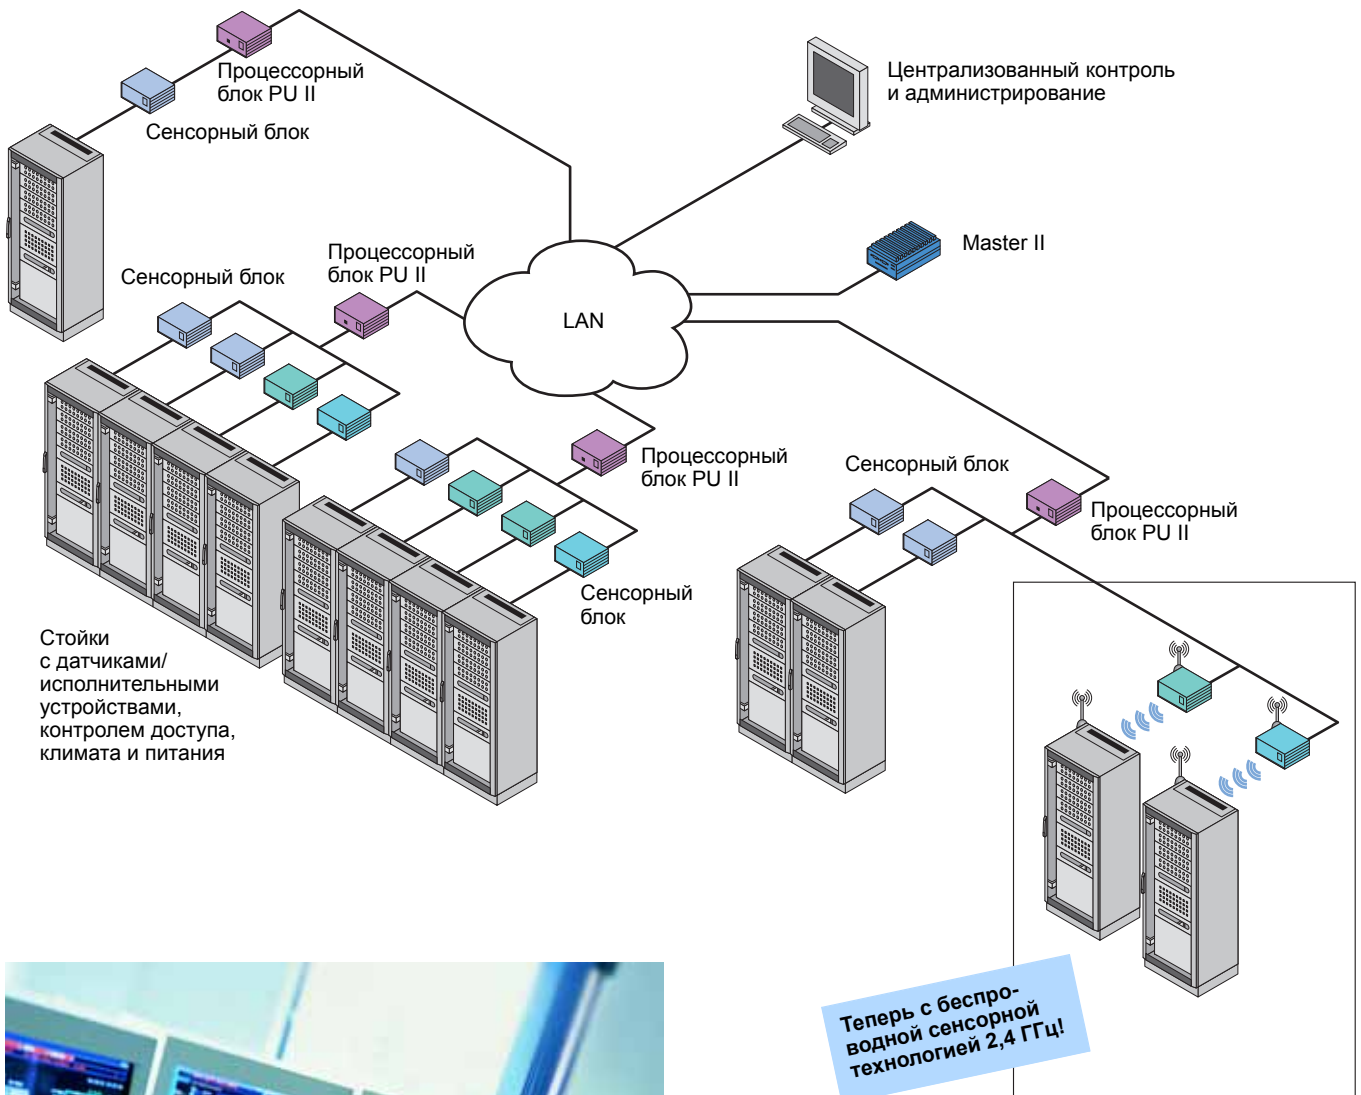 Процессорный
блок PU II
Сенсорный блок
Централизованный контроль
и администрирование
Master II
Процессорный
блок PU II
Сенсорный блок
LAN
Процессорный
блок PU II
Сенсорный блок
Процессорный
блок PU II
Сенсорный
блок
Стойки
с датчиками/
исполнительными
устройствами,
контролем доступа,
климата и питания
Теперь с беспро-
водной сенсорной
технологией 2,4 ГГц!